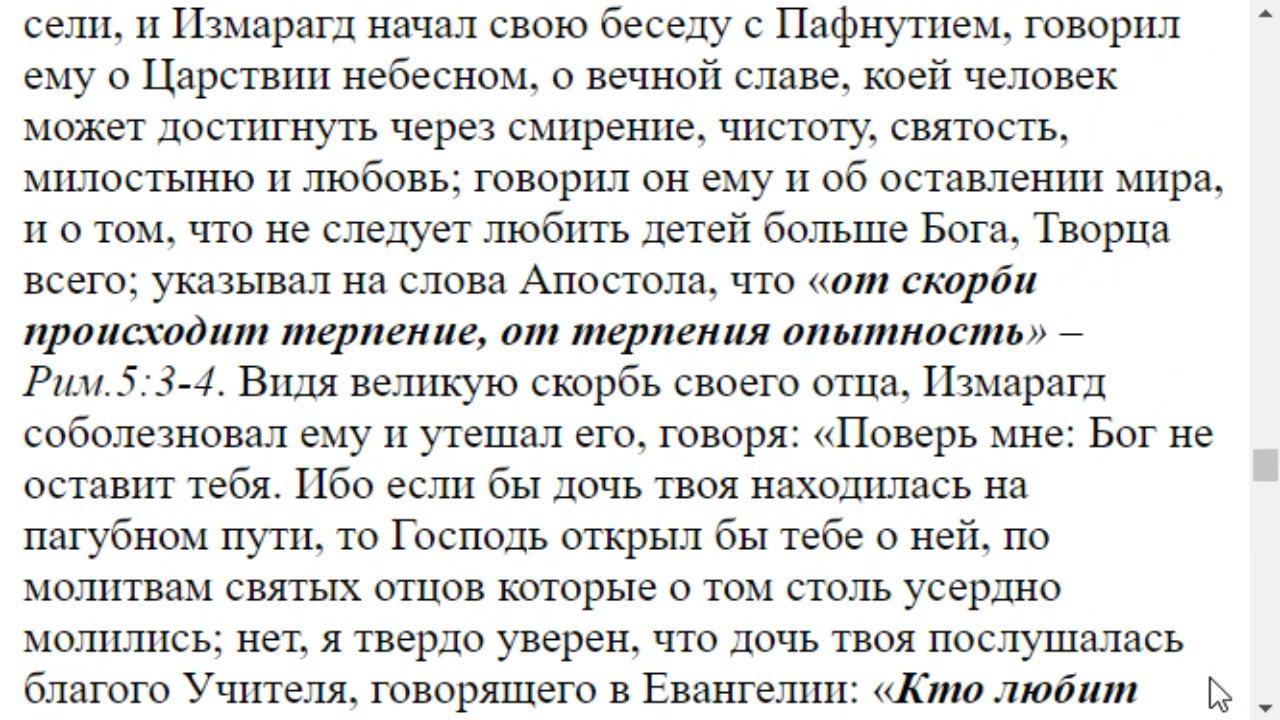 сели, и Измарагд начал свою беседу с Пафнутием, говорил
ему о Царствии небесном, о вечной славе, коей человек
может достигнуть через смирение, чистоту, святость,
милостыню и любовь; говорил он ему и об оставлении мира,
и о том, что не следует любить детей больше Бога, Творца
всего; указывал на слова Апостола, что «от скорби
происходит терпение, от терпения опытность» –
Рим.5:3-4. Видя великую скорбь своего отца, Измарагд
соболезновал ему и утешал его, говоря: «Поверь мне: Бог не
оставит тебя. Ибо если бы дочь твоя находилась на
пагубном пути, то Господь открыл бы тебе о ней, по
молитвам святых отцов которые о том столь усердно
молились; нет, я твердо уверен, что дочь твоя послушалась
благого Учителя, говорящего в Евангелии: «Кто любит